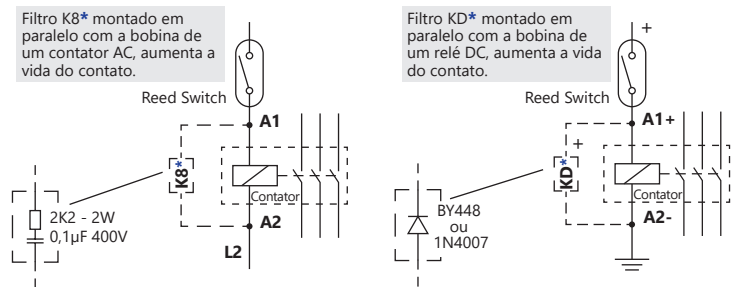 Filtro K8* montado em
paralelo com a bobina de
um contator AC, aumenta a
vida do contato.
Reed Switch
A1
K8*
Contator
2K2 - 2W
0,1µF 400V
A2
L2
Filtro KD* montado em
paralelo com a bobina de
um relé DC, aumenta a vida
do contato.
+
Reed Switch
A1+
+
KD*
Contator
BY448
ou
1N4007
A2-